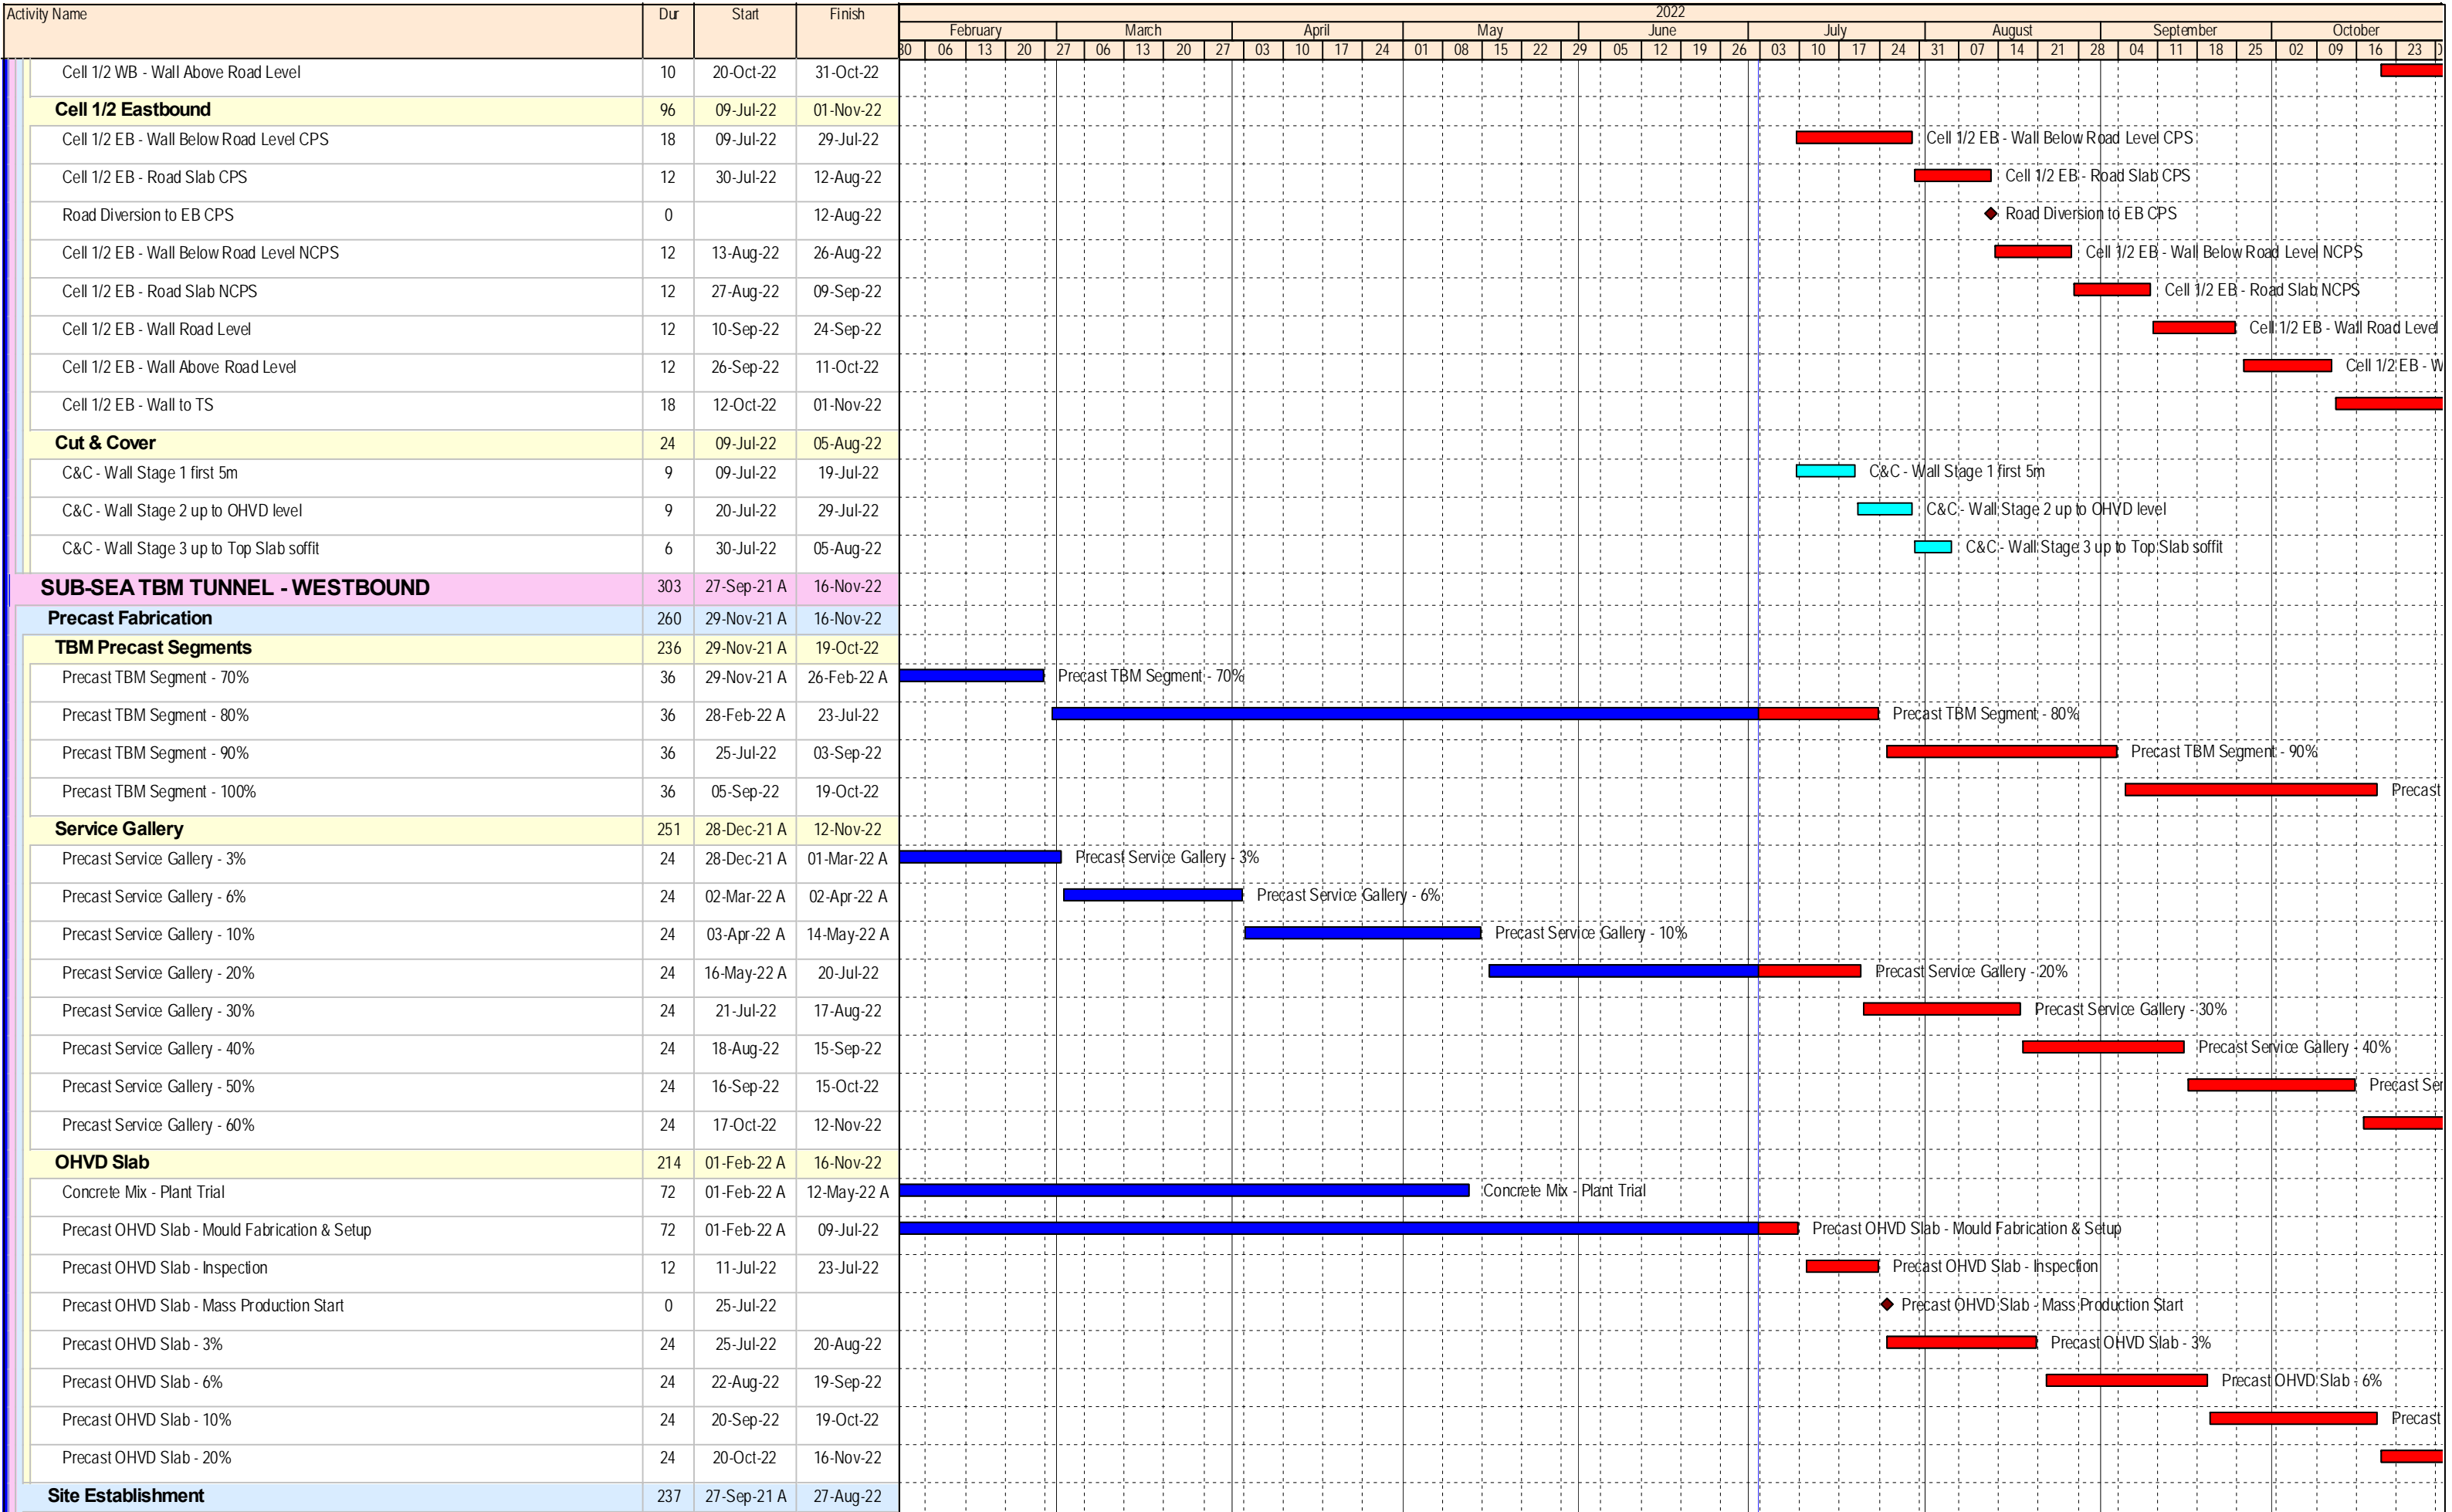 Activity Name Dur Start Finish 2022
February March April May June July August September October
30 06 13 20 27 06 13 20 27 03 10 17 24 01 08 15 22 29 05 12 19 26 03 10 17 24 31 07 14 21 28 04 11 18 25 02 09 16 23
Cell 1/2 WB - Wall Above Road Level 10 20-Oct-22 31-Oct-22
Cell 1/2 Eastbound 96 09-Jul-22 01-Nov-22
Cell 1/2 EB - Wall Below Road Level CPS 18 09-Jul-22 29-Jul-22 Cell 1/2 EB - Wall Below Road Level CPS
Cell 1/2 EB - Road Slab CPS 12 30-Jul-22 12-Aug-22 Cell 1/2 EB - Road Slab CPS
Road Diversion to EB CPS 0 12-Aug-22 Road Diversion to EB CPS
Cell 1/2 EB - Wall Below Road Level NCPS 12 13-Aug-22 26-Aug-22 Cell 1/2 EB - Wall Below Road Level NCPS
Cell 1/2 EB - Road Slab NCPS 12 27-Aug-22 09-Sep-22 Cell 1/2 EB - Road Slab NCPS
Cell 1/2 EB - Wall Road Level 12 10-Sep-22 24-Sep-22 Cell 1/2 EB - Wall Road Level
Cell 1/2 EB - Wall Above Road Level 12 26-Sep-22 11-Oct-22 Cell 1/2 EB - W
Cell 1/2 EB - Wall to TS 18 12-Oct-22 01-Nov-22
Cut & Cover 24 09-Jul-22 05-Aug-22
C&C - Wall Stage 1 first 5m 9 09-Jul-22 19-Jul-22 C&C - Wall Stage 1 first 5m
C&C - Wall Stage 2 up to OHVD level 9 20-Jul-22 29-Jul-22 C&C - Wall Stage 2 up to OHVD level
C&C - Wall Stage 3 up to Top Slab soffit 6 30-Jul-22 05-Aug-22 C&C - Wall Stage 3 up to Top Slab soffit
SUB-SEA TBM TUNNEL - WESTBOUND 303 27-Sep-21 A 16-Nov-22
Precast Fabrication 260 29-Nov-21 A 16-Nov-22
TBM Precast Segments 236 29-Nov-21 A 19-Oct-22
Precast TBM Segment - 70% 36 29-Nov-21 A 26-Feb-22 A Precast TBM Segment - 70%
Precast TBM Segment - 80% 36 28-Feb-22 A 23-Jul-22 Precast TBM Segment - 80%
Precast TBM Segment - 90% 36 25-Jul-22 03-Sep-22 Precast TBM Segment - 90%
Precast TBM Segment - 100% 36 05-Sep-22 19-Oct-22 Precast
Service Gallery 251 28-Dec-21 A 12-Nov-22
Precast Service Gallery - 3% 24 28-Dec-21 A 01-Mar-22 A Precast Service Gallery - 3%
Precast Service Gallery - 6% 24 02-Mar-22 A 02-Apr-22 A Precast Service Gallery - 6%
Precast Service Gallery - 10% 24 03-Apr-22 A 14-May-22 A Precast Service Gallery - 10%
Precast Service Gallery - 20% 24 16-May-22 A 20-Jul-22 Precast Service Gallery - 20%
Precast Service Gallery - 30% 24 21-Jul-22 17-Aug-22 Precast Service Gallery - 30%
Precast Service Gallery - 40% 24 18-Aug-22 15-Sep-22 Precast Service Gallery - 40%
Precast Service Gallery - 50% 24 16-Sep-22 15-Oct-22 Precast Ser
Precast Service Gallery - 60% 24 17-Oct-22 12-Nov-22
OHVD Slab 214 01-Feb-22 A 16-Nov-22
Concrete Mix - Plant Trial 72 01-Feb-22 A 12-May-22 A Concrete Mix - Plant Trial
Precast OHVD Slab - Mould Fabrication & Setup 72 01-Feb-22 A 09-Jul-22 Precast OHVD Slab - Mould Fabrication & Setup
Precast OHVD Slab - Inspection 12 11-Jul-22 23-Jul-22 Precast OHVD Slab - Inspection
Precast OHVD Slab - Mass Production Start 0 25-Jul-22 Precast OHVD Slab - Mass Production Start
Precast OHVD Slab - 3% 24 25-Jul-22 20-Aug-22 Precast OHVD Slab - 3%
Precast OHVD Slab - 6% 24 22-Aug-22 19-Sep-22 Precast OHVD Slab - 6%
Precast OHVD Slab - 10% 24 20-Sep-22 19-Oct-22 Precast
Precast OHVD Slab - 20% 24 20-Oct-22 16-Nov-22
Site Establishment 237 27-Sep-21 A 27-Aug-22